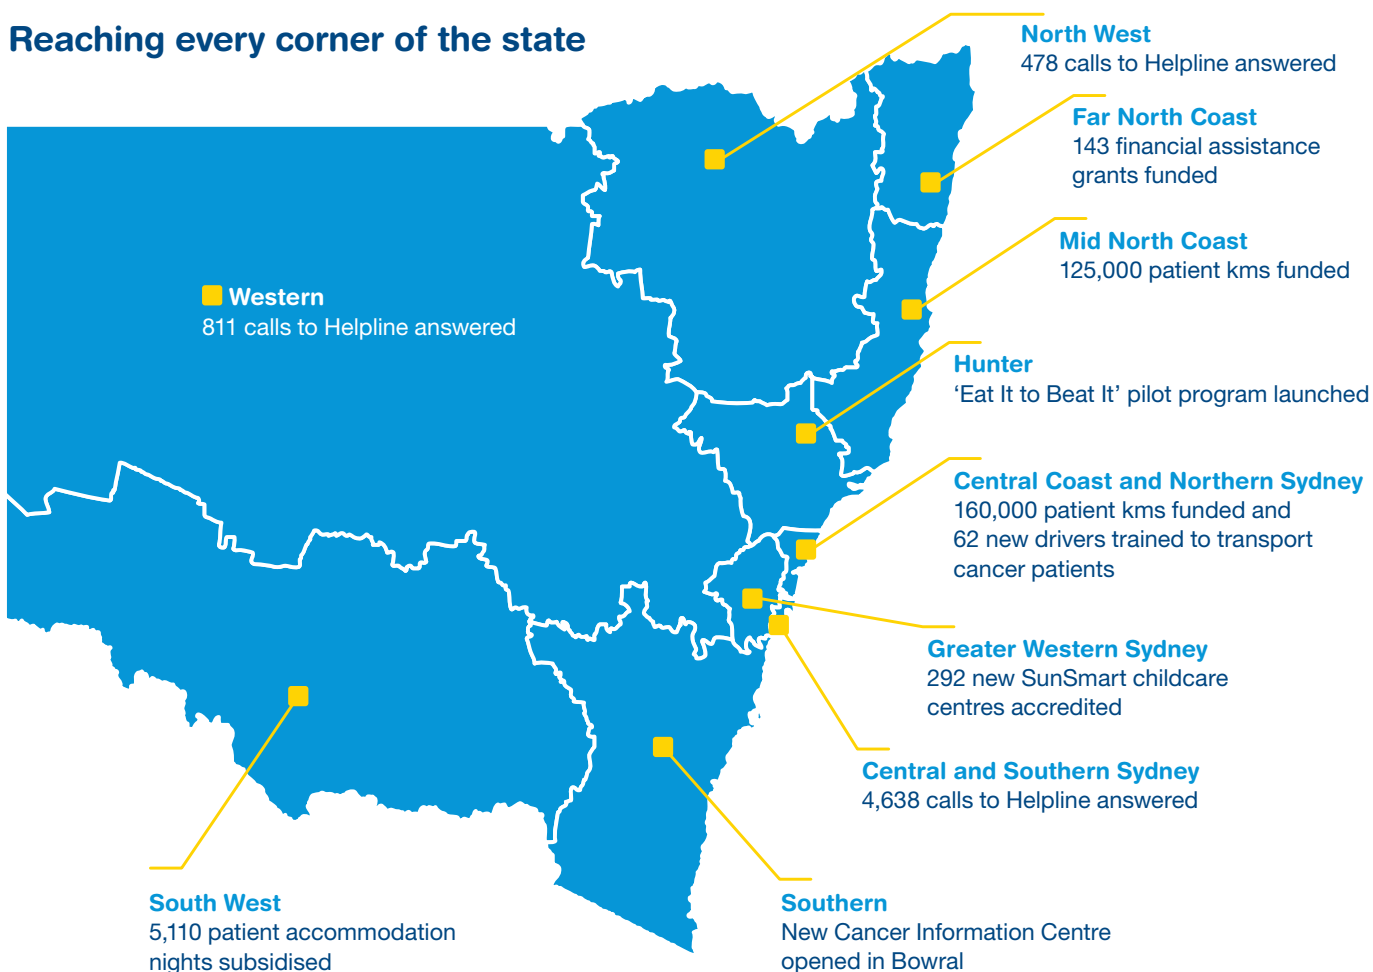 Reaching every corner of the state
North West
478 calls to Helpline answered
Far North Coast
143 financial assistance
grants funded
Mid North Coast
125,000 patient kms funded
Western
811 calls to Helpline answered
Hunter
‘Eat It to Beat It’ pilot program launched
Central Coast and Northern Sydney
160,000 patient kms funded and
62 new drivers trained to transport
cancer patients
Greater Western Sydney
292 new SunSmart childcare
centres accredited
Central and Southern Sydney
4,638 calls to Helpline answered
South West
5,110 patient accommodation
nights subsidised
Southern
New Cancer Information Centre
opened in Bowral